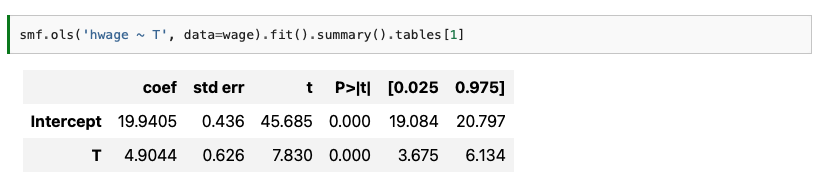 smf.ols('hwage ~ T', data=wage).fit().summary().tables[1]
coef std err t P>|t| [0.025 0.975]
Intercept 19.9405 0.436 45.685 0.000 19.084 20.797
T 4.9044 0.626 7.830 0.000 3.675 6.134